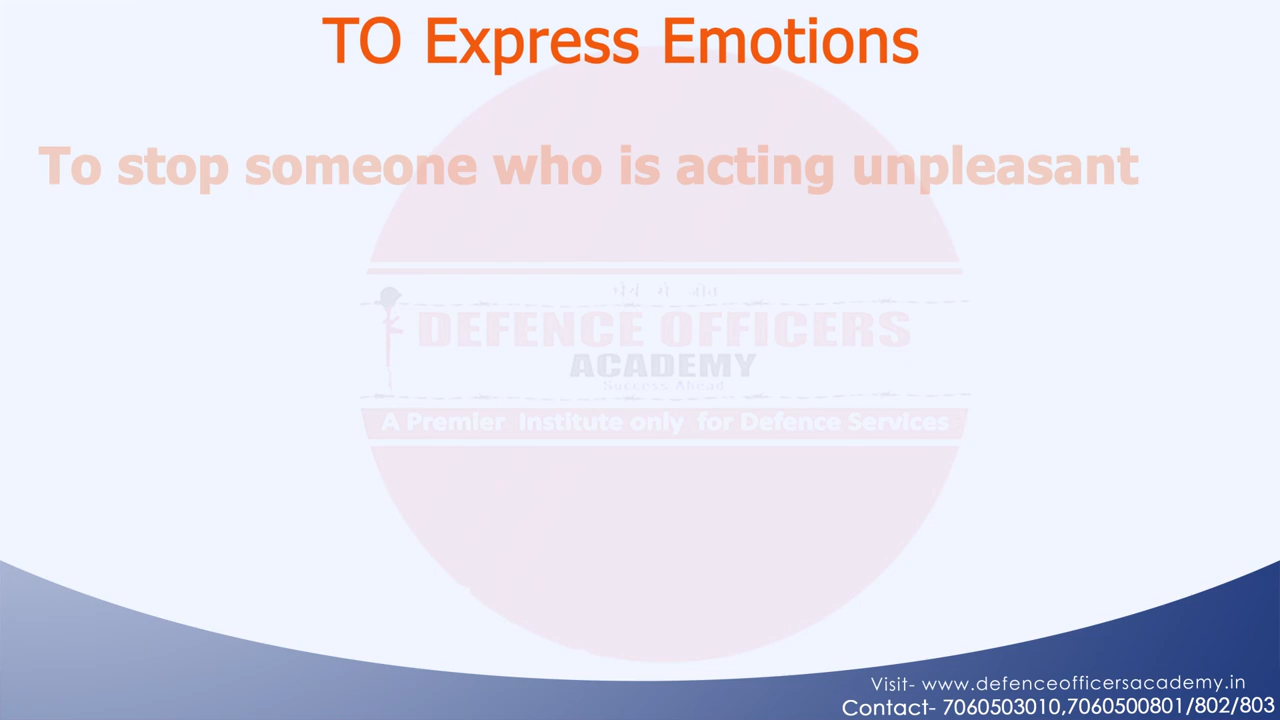 TO Express Emotions
To stop someone who is acting unpleasant
DEFENCE OFFICERS
ACADEMY
Success Ahead
A Premier Institute only for Defence Services
Visit- www.defenceofficersacademy.in
Contact- 7060503010,7060500801/802/803